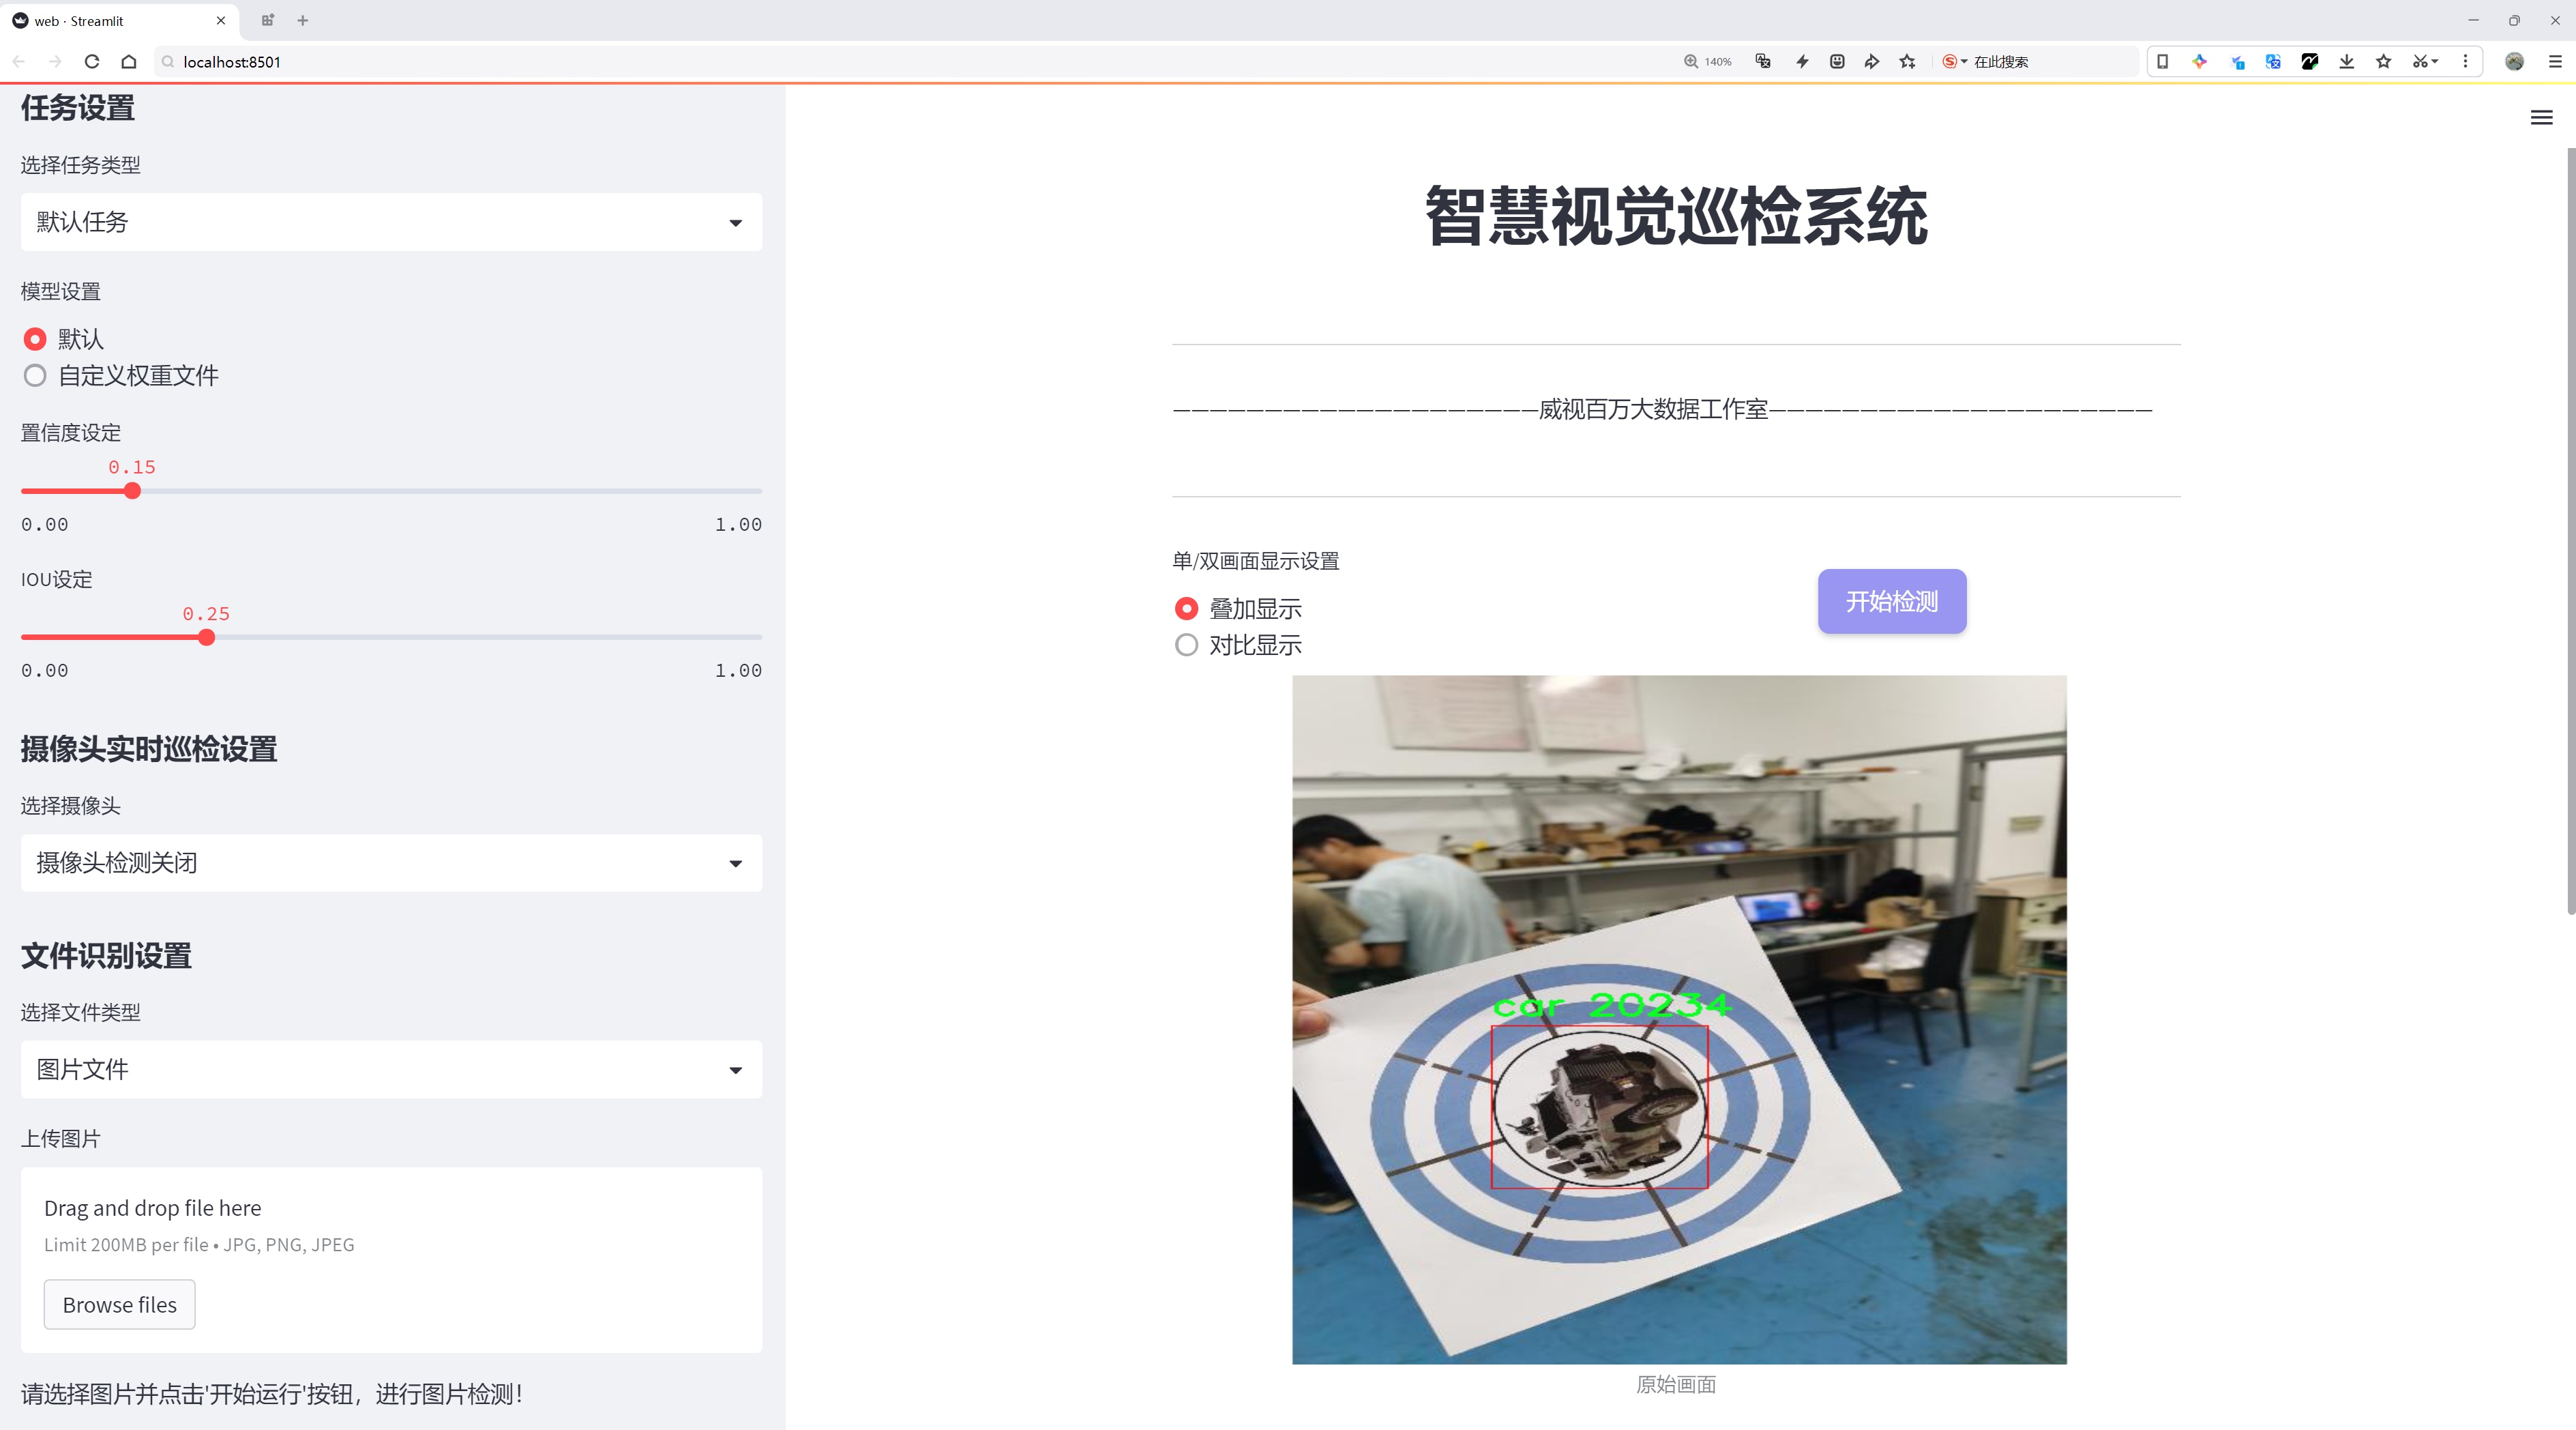 web · Streamlit
localhost:8501
140%
在此搜索
任务设置
选择任务类型
默认任务
模型设置
默认
自定义权重文件
置信度设定
0.15
0.00 1.00
IOU设定
0.25
0.00 1.00
摄像头实时巡检设置
选择摄像头
摄像头检测关闭
文件识别设置
选择文件类型
图片文件
上传图片
Drag and drop file here
Limit 200MB per file • JPG, PNG, JPEG
Browse files
请选择图片并点击'开始运行'按钮，进行图片检测！
智慧视觉巡检系统
————————————————————威视百万大数据工作室—————————————————————
单/双画面显示设置
叠加显示
对比显示
开始检测
car 20234
原始画面